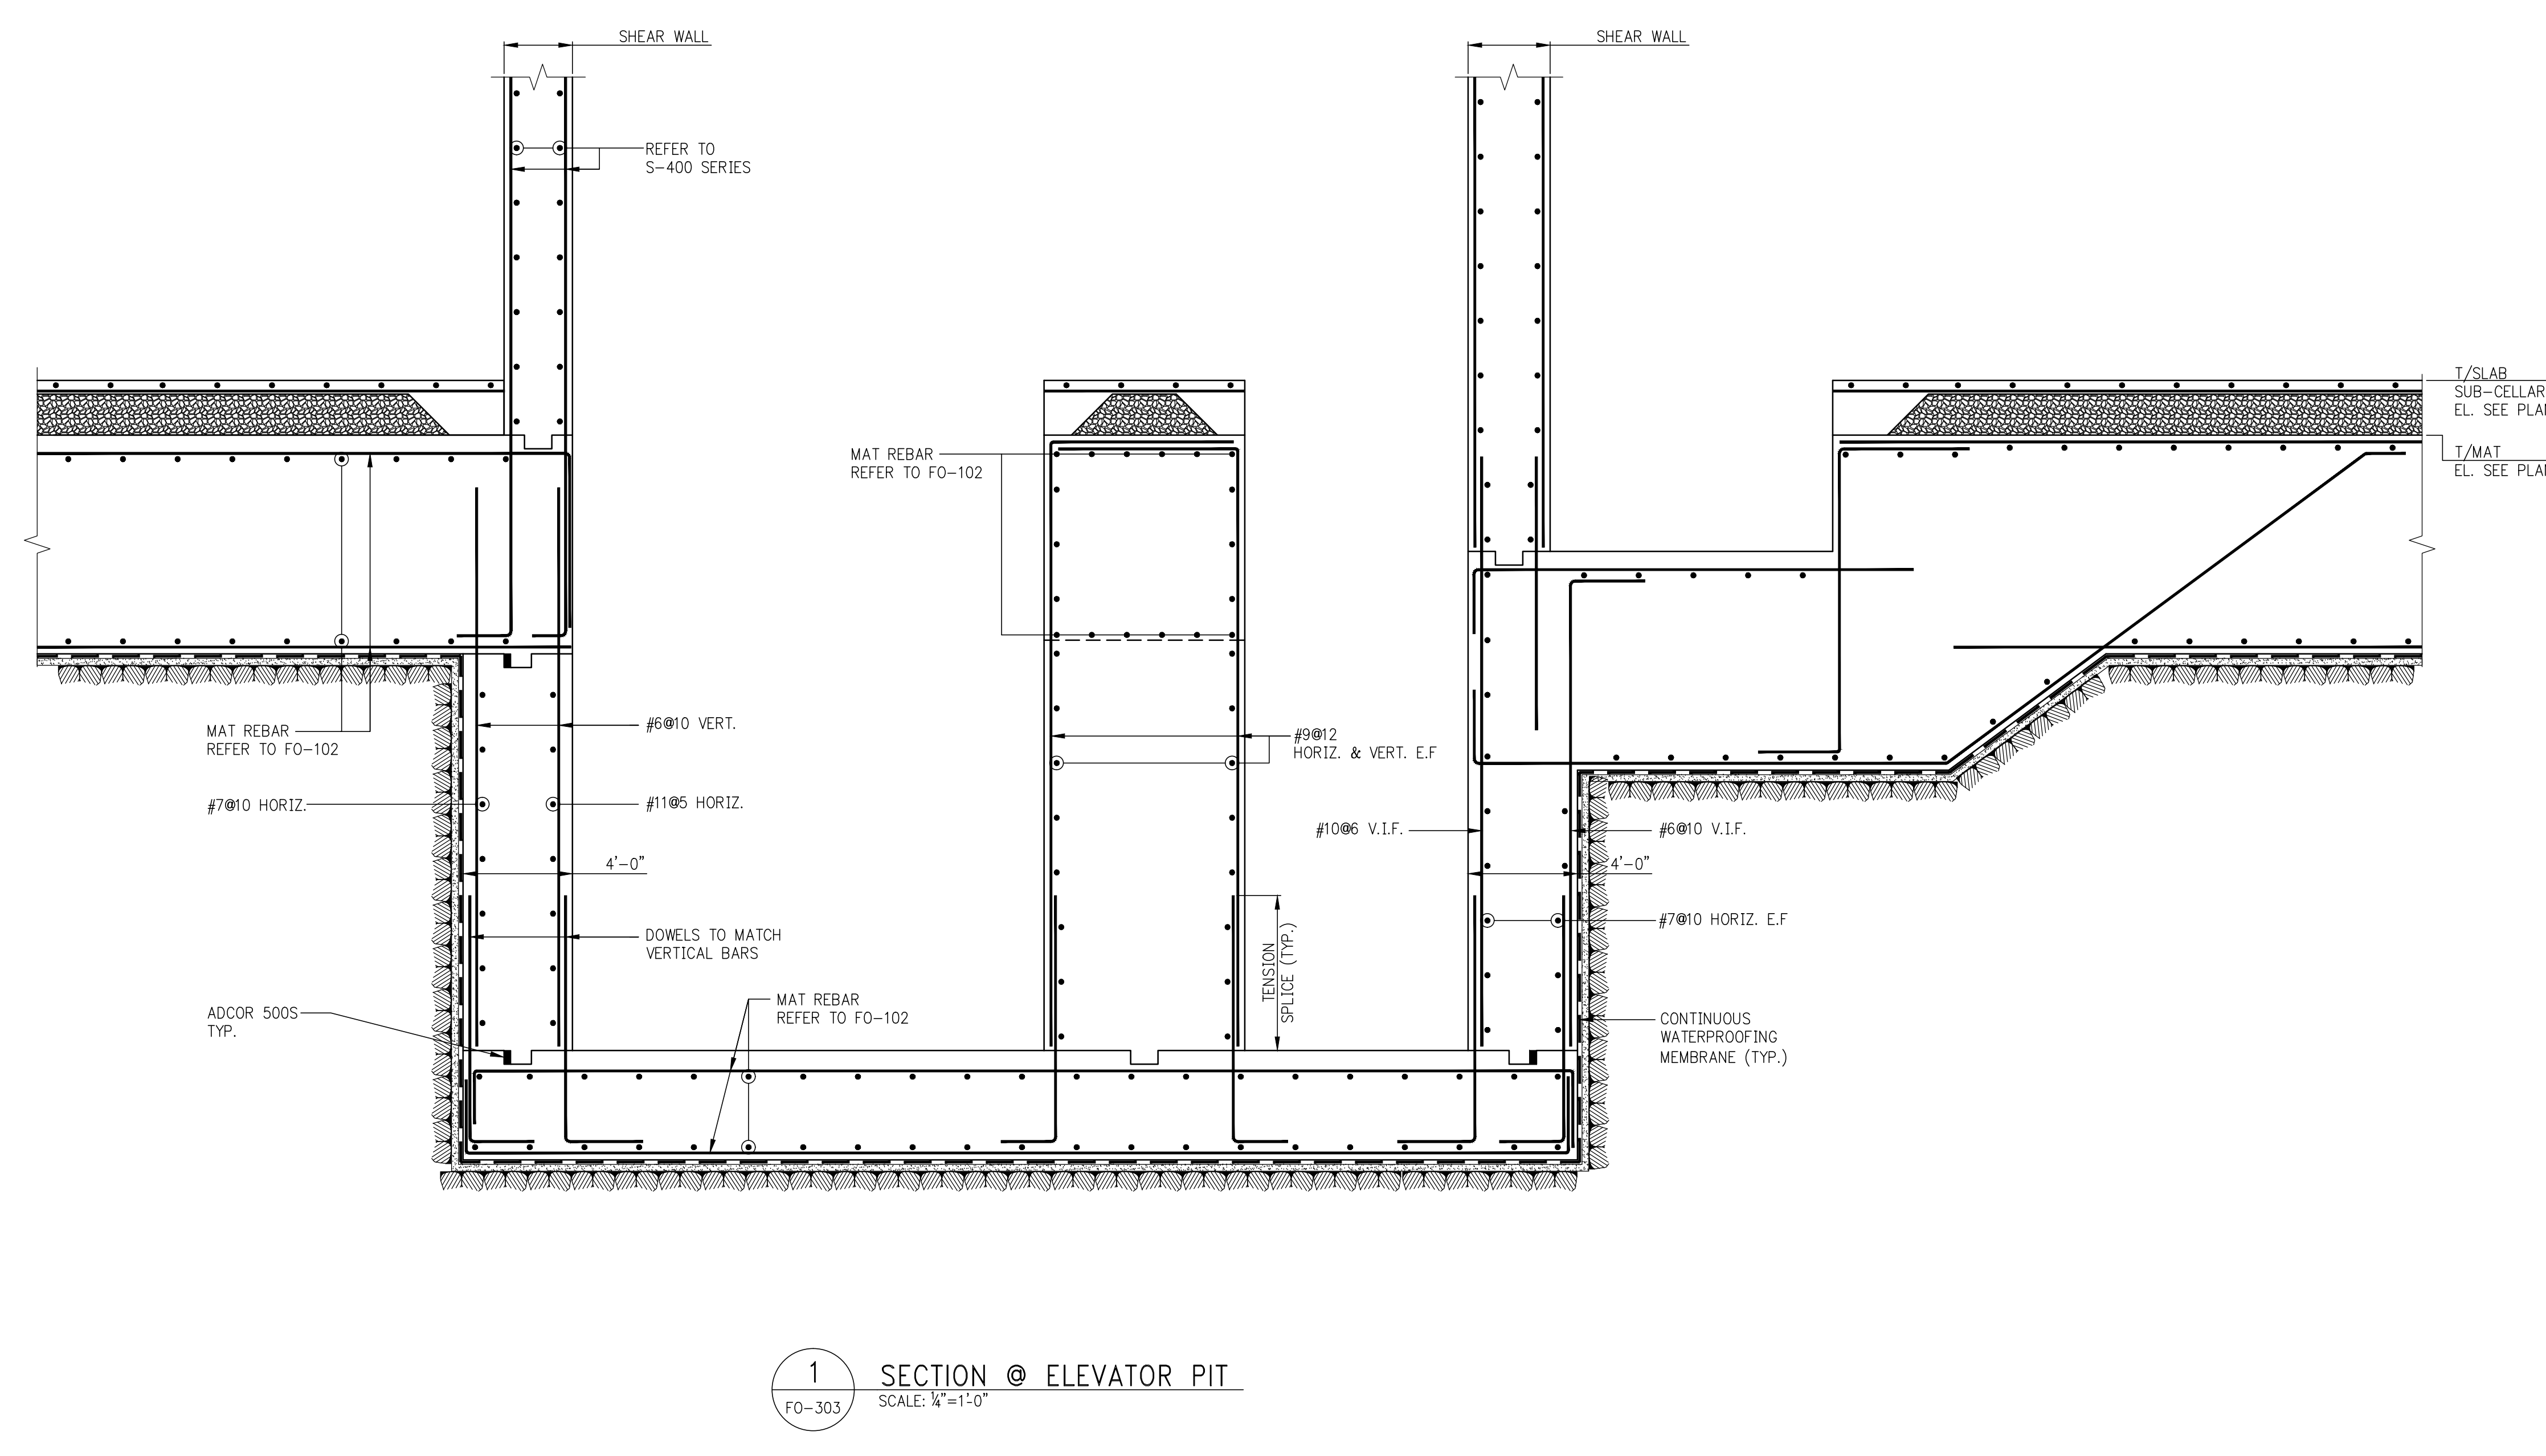 SHEAR WALL
SHEAR WALL
REFER TO
S-400 SERIES
T/SLAB
SUB-CELLAR
EL. SEE
T/MAT
EL. SEE
MAT REBAR
REFER TO FO-102
MAT REBAR
REFER TO FO-102
#6@10 VERT.
#9@12
HORIZ. & VERT. E.F
#7@10 HORIZ.
#11@5 HORIZ.
#10@6 V.I.F.
#6@10 V.I.F.
4'-0"
4'-0"
DOWELS TO MATCH
VERTICAL BARS
TENSION
SPLICE (TYP.)
#7@10 HORIZ. E.F
MAT REBAR
REFER TO FO-102
ADCOR 500S
TYP.
CONTINUOUS
WATERPROOFING
MEMBRANE (TYP.)
1
FO-303
SECTION @ ELEVATOR PIT
SCALE: ¼"=1'-0"